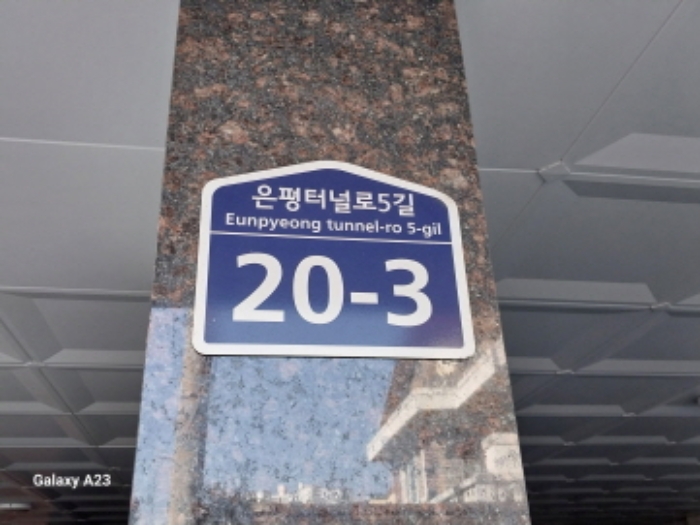 은평터널로5길
Eunpyeong tunnel-ro 5-gil
20-3
Galaxy A23